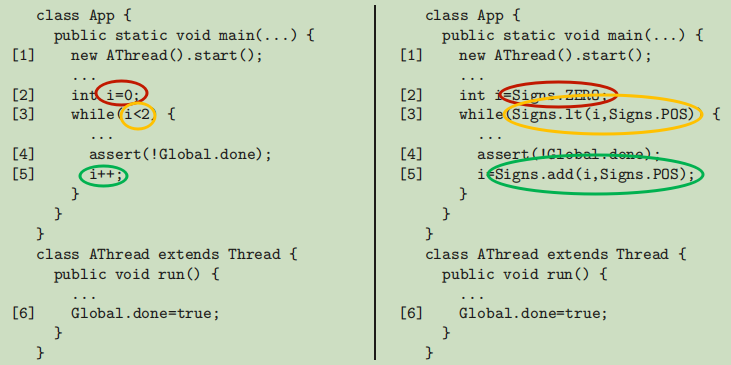 class App {
public static void main(...) {
[1] new AThread().start();
...
[2] int i=0;
[3] while(i<2) {
...
[4] assert(!Global.done);
[5] i++;
}
}
}
class AThread extends Thread {
public void run() {
...
[6] Global.done=true;
}
}
class App {
public static void main(...) {
[1] new AThread().start();
...
[2] int i=Signs.ZERO;
[3] while(Signs.lt(i,Signs.POS) {
...
[4] assert(!Global.done);
[5] i=Signs.add(i,Signs.POS);
}
}
}
class AThread extends Thread {
public void run() {
...
[6] Global.done=true;
}
}